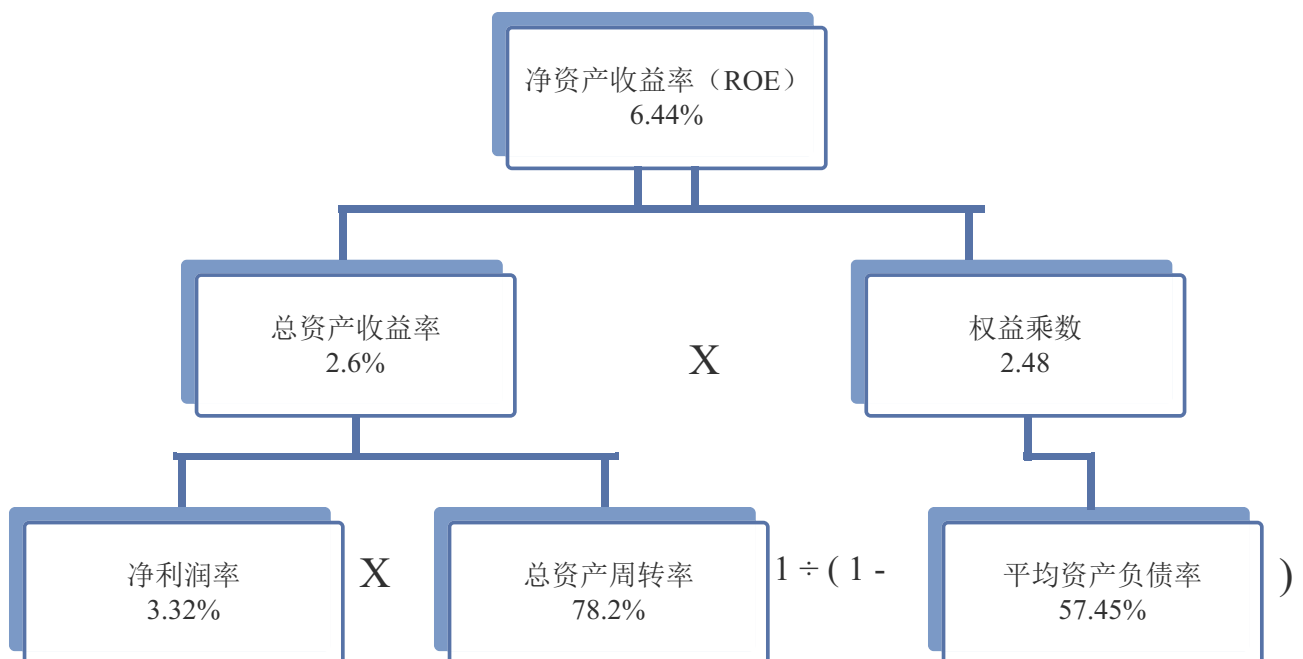 净资产收益率（ROE）
6.44%
总资产收益率
2.6%
X
权益乘数
2.48
净利润率
3.32%
X
总资产周转率
78.2%
1 ÷ ( 1 -
平均资产负债率
57.45%
)